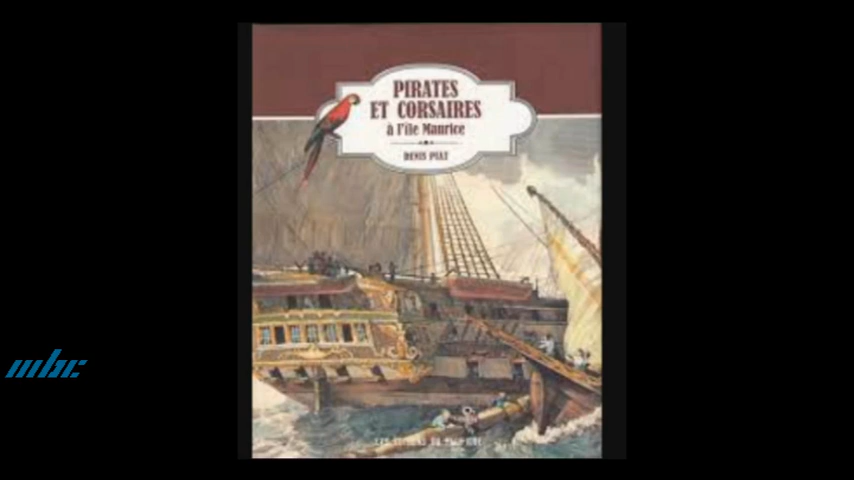 PIRATES
ET CORSAIRES
à l'île Maurice
DENIS PIAT
mbc